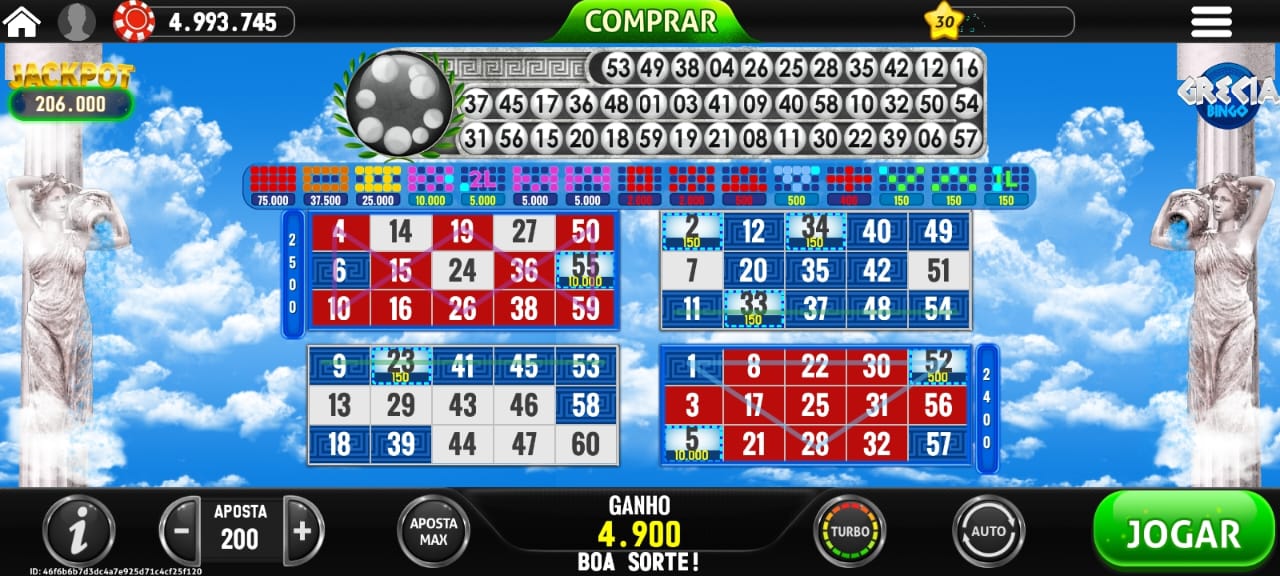 4.993.745
COMPRAR
30
JACKPOT
206.000
GRECIA
BINGO
53 49 38 04 26 25 28 35 42 12 16
37 45 17 36 48 01 03 41 09 40 58 10 32 50 54
31 56 15 20 18 59 19 21 08 11 30 22 39 06 57
2L L
75.000 37.500 25.000 10.000 5.000 5.000 5.000 500 500 400 150 150 150
2500
4 14 19 27 50
6 15 24 36 55
10.000
10 16 26 38 59
2 12 34 40 49
150 150
7 20 35 42 51
11 33 37 48 54
150
9 23 41 45 53
150
13 29 43 46 58
18 39 44 47 60
1 8 22 30 52
500
3 17 25 31 56
5 21 28 32 57
10.000
2400
i
- APOSTA +
200
APOSTA
MAX
GANHO
4.900
BOA SORTE!
TURBO
AUTO
JOGAR
ID: 46f6b6b7d3dc4a7e925d71c4cf25f120